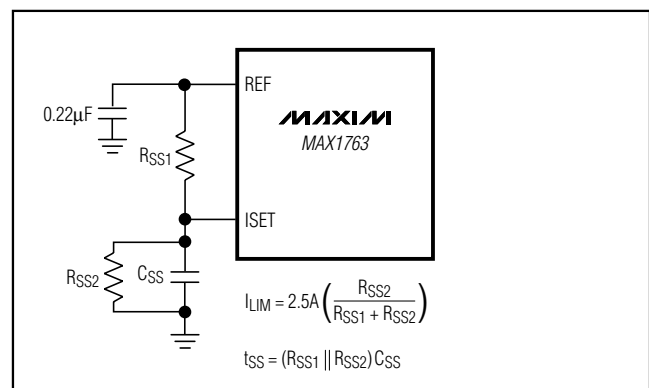 REF
0.22µF
MAXIM
MAX1763
RSS1
ISET
RSS2
CSS
ILIM = 2.5A ( RSS2 / RSS1 + RSS2 )
tSS = (RSS1 || RSS2) CSS